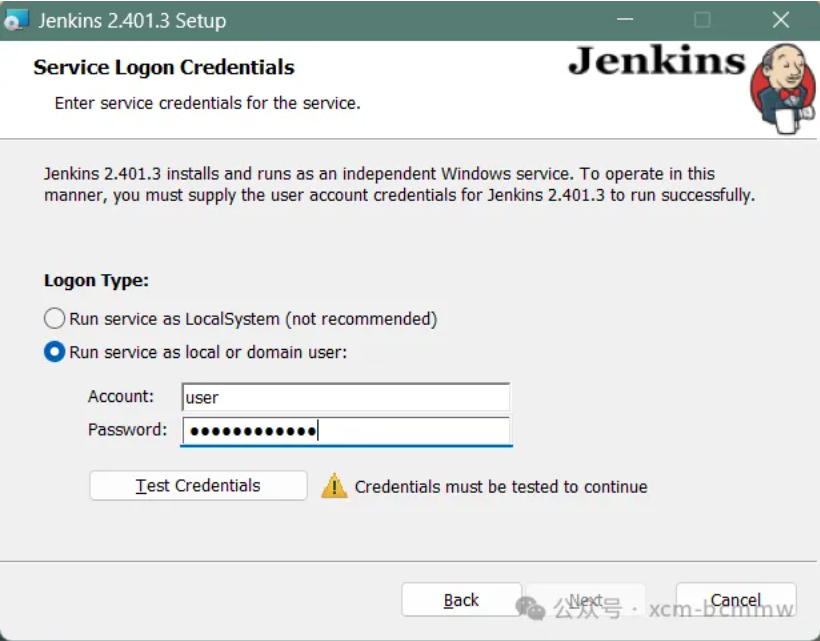 Jenkins 2.401.3 Setup
Service Logon Credentials
Jenkins
Enter service credentials for the service.
Jenkins 2.401.3 installs and runs as an independent Windows service. To operate in this
manner, you must supply the user account credentials for Jenkins 2.401.3 to run successfully.
Logon Type:
Run service as LocalSystem (not recommended)
Run service as local or domain user:
Account: user
Password: ●●●●●●●●●●●●
Test Credentials
Credentials must be tested to continue
Back Next Cancel
公众号 · xcm-bcmmw